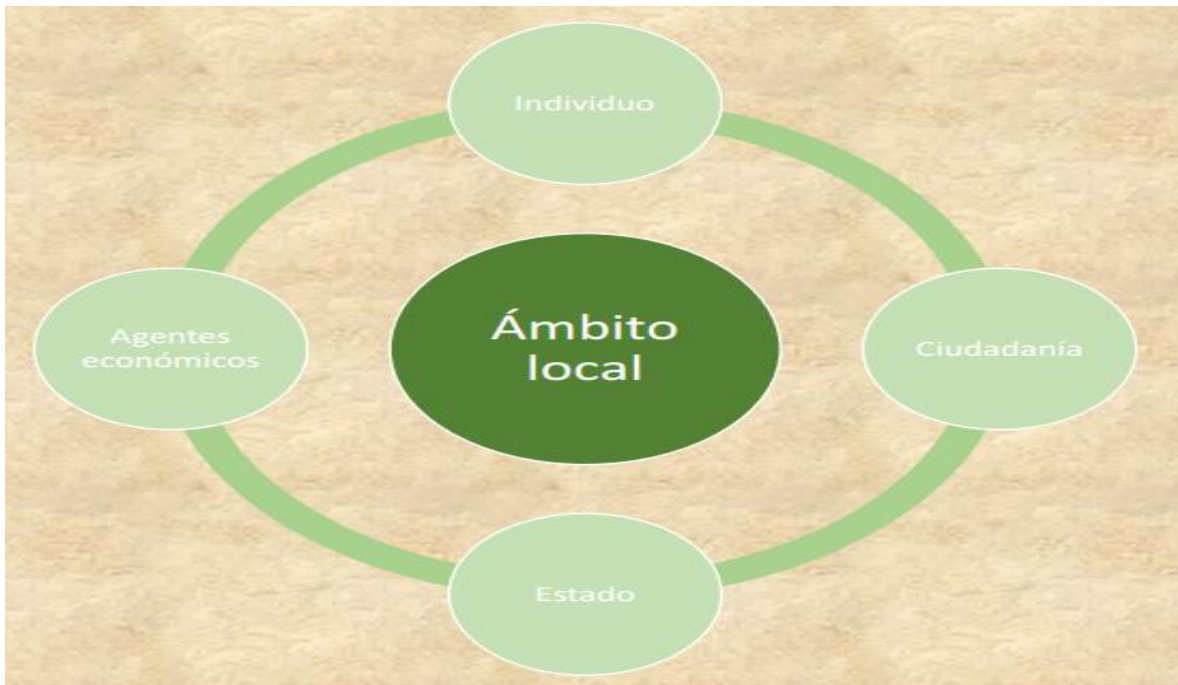 Individuo
Agentes
económicos
Ámbito
local
Ciudadanía
Estado